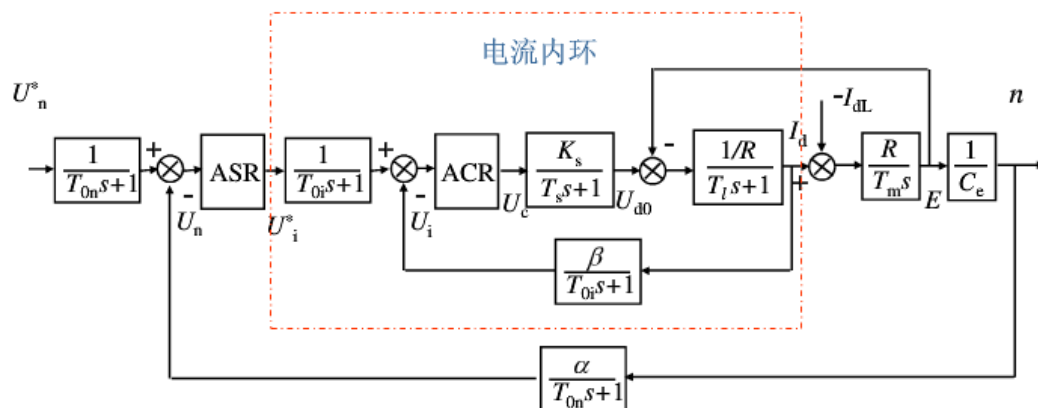 电流内环
U*n
-IdL
n
1/(T0ns+1)
+
-
Un
ASR
U*i
1/(T0is+1)
+
-
Ui
ACR
Uc
Ks/(Tss+1)
Ud0
-
1/R/(Tls+1)
Id
+
R/(Tms)
E
1/Ce
β/(T0is+1)
α/(T0ns+1)